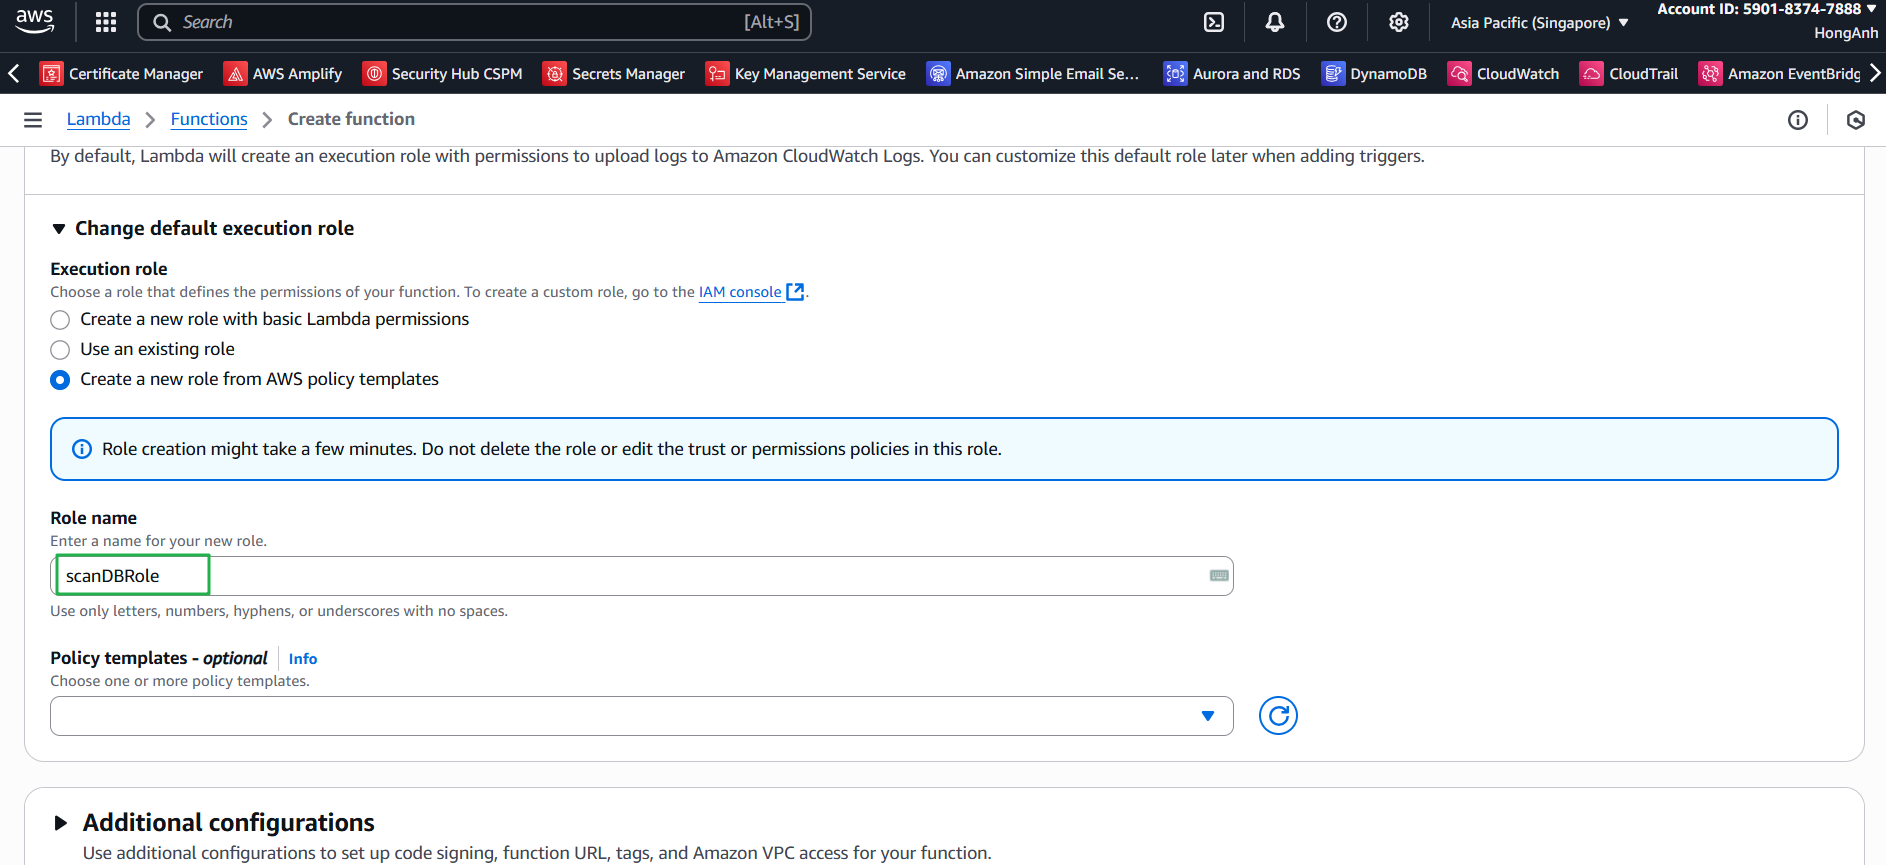 aws
Search [Alt+S]
Asia Pacific (Singapore)
Account ID: 5901-8374-7888
HongAnh
Certificate Manager AWS Amplify Security Hub CSPM Secrets Manager Key Management Service Amazon Simple Email Se... Aurora and RDS DynamoDB CloudWatch CloudTrail Amazon EventBridg
Lambda Functions Create function
By default, Lambda will create an execution role with permissions to upload logs to Amazon CloudWatch Logs. You can customize this default role later when adding triggers.
Change default execution role
Execution role
Choose a role that defines the permissions of your function. To create a custom role, go to the IAM console .
Create a new role with basic Lambda permissions
Use an existing role
Create a new role from AWS policy templates
Role creation might take a few minutes. Do not delete the role or edit the trust or permissions policies in this role.
Role name
Enter a name for your new role.
scanDBRole
Use only letters, numbers, hyphens, or underscores with no spaces.
Policy templates - optional Info
Choose one or more policy templates.
Additional configurations
Use additional configurations to set up code signing, function URL, tags, and Amazon VPC access for your function.